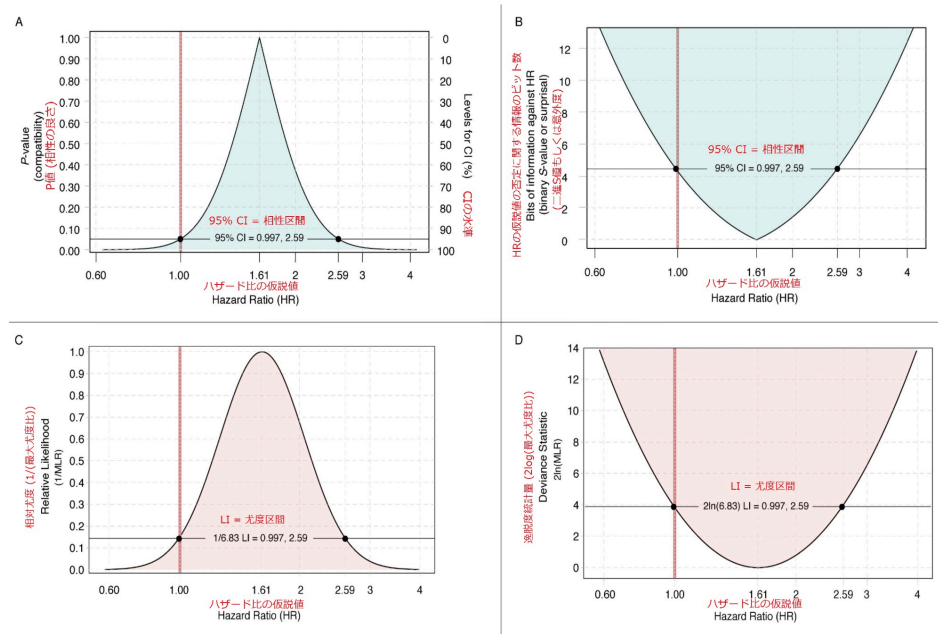 A
P-value
(compatibility)
P値 (相性の良さ)
1.00
0.90
0.80
0.70
0.60
0.50
0.40
0.30
0.20
0.10
0.00
0
10
20
30
40
50
60
70
80
90
100
Levels for CI (%)
CIの水準
95% CI = 相性区間
95% CI = 0.997, 2.59
0.60 1.00 1.61 2 2.59 3 4
ハザード比の仮説値
Hazard Ratio (HR)
B
HRの仮説値の否定に関する情報のビット数
Bits of information against HR
(binary S-value or surprisal)
(二進S値もしくは意外度)
12
10
8
6
4
2
0
95% CI = 相性区間
95% CI = 0.997, 2.59
0.60 1.00 1.61 2 2.59 3 4
ハザード比の仮説値
Hazard Ratio (HR)
C
相対尤度 (1/(最大尤度比))
Relative Likelihood
(1/MLR)
1.0
0.9
0.8
0.7
0.6
0.5
0.4
0.3
0.2
0.1
0.0
LI = 尤度区間
1/6.83 LI = 0.997, 2.59
0.60 1.00 1.61 2 2.59 3 4
ハザード比の仮説値
Hazard Ratio (HR)
D
逸脱度統計量 (2log(最大尤度比))
Deviance Statistic
2ln(MLR)
14
12
10
8
6
4
2
0
LI = 尤度区間
2ln(6.83) LI = 0.997, 2.59
0.60 1.00 1.61 2 2.59 3 4
ハザード比の仮説値
Hazard Ratio (HR)